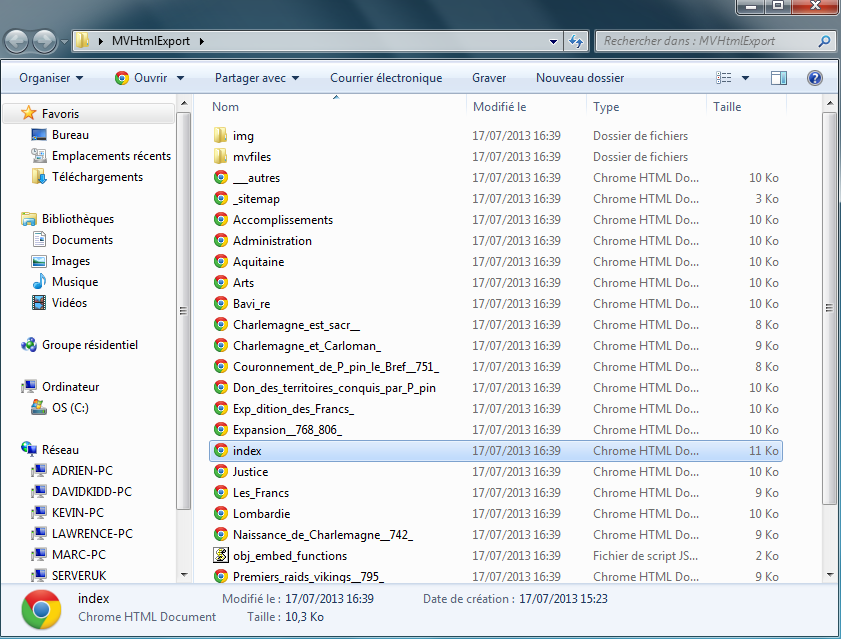 MVHtmlExport
Rechercher dans : MVHtmlExport
Organiser Ouvrir Partager avec Courrier électronique Graver Nouveau dossier
Nom Modifié le Type Taille
Favoris
Bureau
Emplacements récents
Téléchargements
Bibliothèques
Documents
Images
Musique
Vidéos
Groupe résidentiel
Ordinateur
OS (C:)
Réseau
ADRIEN-PC
DAVIDKIDD-PC
KEVIN-PC
LAWRENCE-PC
MARC-PC
SERVERUK
img 17/07/2013 16:39 Dossier de fichiers
mvfiles 17/07/2013 16:39 Dossier de fichiers
___autres 17/07/2013 16:39 Chrome HTML Do... 10 Ko
_sitemap 17/07/2013 16:39 Chrome HTML Do... 3 Ko
Accomplissements 17/07/2013 16:39 Chrome HTML Do... 10 Ko
Administration 17/07/2013 16:39 Chrome HTML Do... 10 Ko
Aquitaine 17/07/2013 16:39 Chrome HTML Do... 10 Ko
Arts 17/07/2013 16:39 Chrome HTML Do... 10 Ko
Bavi_re 17/07/2013 16:39 Chrome HTML Do... 10 Ko
Charlemagne_est_sacr__ 17/07/2013 16:39 Chrome HTML Do... 8 Ko
Charlemagne_et_Carloman_ 17/07/2013 16:39 Chrome HTML Do... 9 Ko
Couronnement_de_P_pin_le_Bref__751_ 17/07/2013 16:39 Chrome HTML Do... 8 Ko
Don_des_territoires_conquis_par_P_pin 17/07/2013 16:39 Chrome HTML Do... 10 Ko
Exp_dition_des_Francs_ 17/07/2013 16:39 Chrome HTML Do... 10 Ko
Expansion__768_806_ 17/07/2013 16:39 Chrome HTML Do... 10 Ko
index 17/07/2013 16:39 Chrome HTML Do... 11 Ko
Justice 17/07/2013 16:39 Chrome HTML Do... 10 Ko
Les_Francs 17/07/2013 16:39 Chrome HTML Do... 9 Ko
Lombardie 17/07/2013 16:39 Chrome HTML Do... 10 Ko
Naissance_de_Charlemagne__742_ 17/07/2013 16:39 Chrome HTML Do... 9 Ko
obj_embed_functions 17/07/2013 16:39 Fichier de script JS... 2 Ko
Premiers_raids_vikings__795_ 17/07/2013 16:39 Chrome HTML Do... 9 Ko
index Modifié le : 17/07/2013 16:39 Date de création : 17/07/2013 15:23
Chrome HTML Document Taille : 10,3 Ko